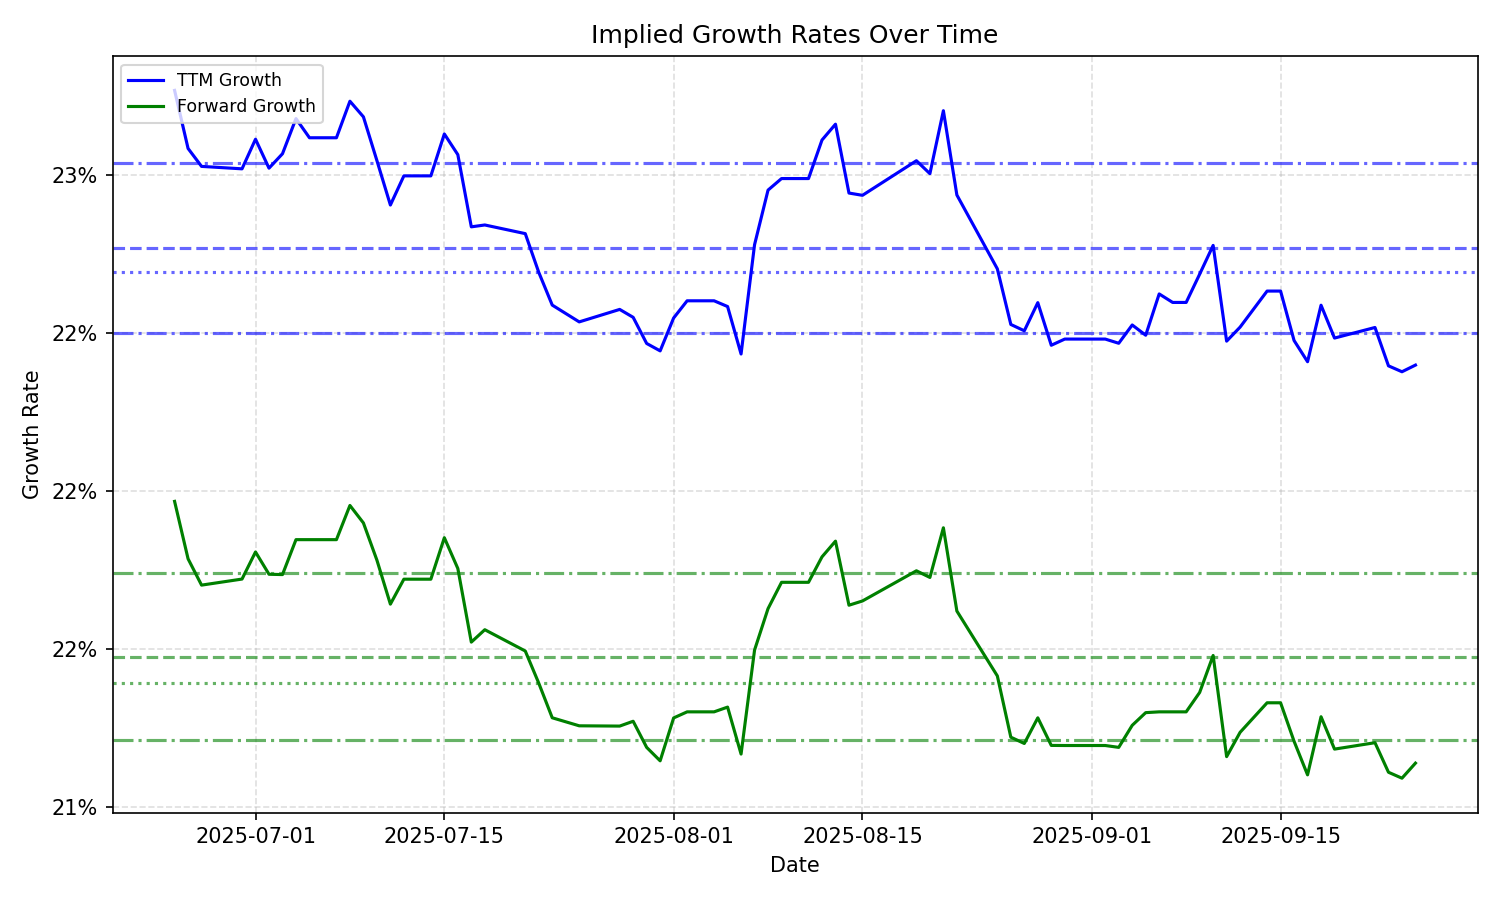 Implied Growth Rates Over Time
TTM Growth
Forward Growth
Growth Rate
23%
22%
22%
22%
21%
2025-07-01
2025-07-15
2025-08-01
2025-08-15
2025-09-01
2025-09-15
Date